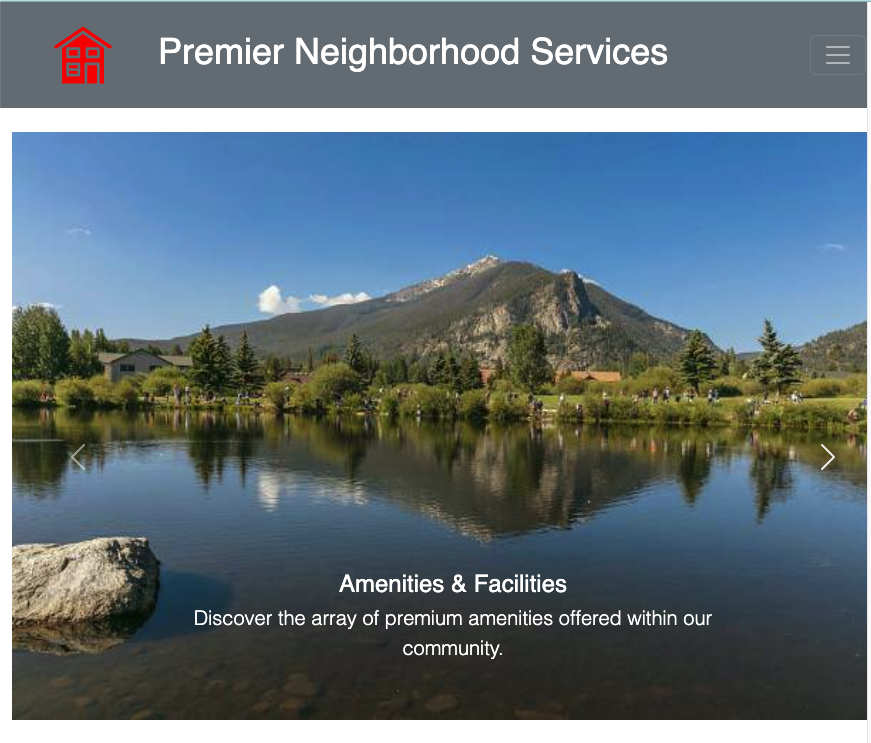 Premier Neighborhood Services
Amenities & Facilities
Discover the array of premium amenities offered within our
community.